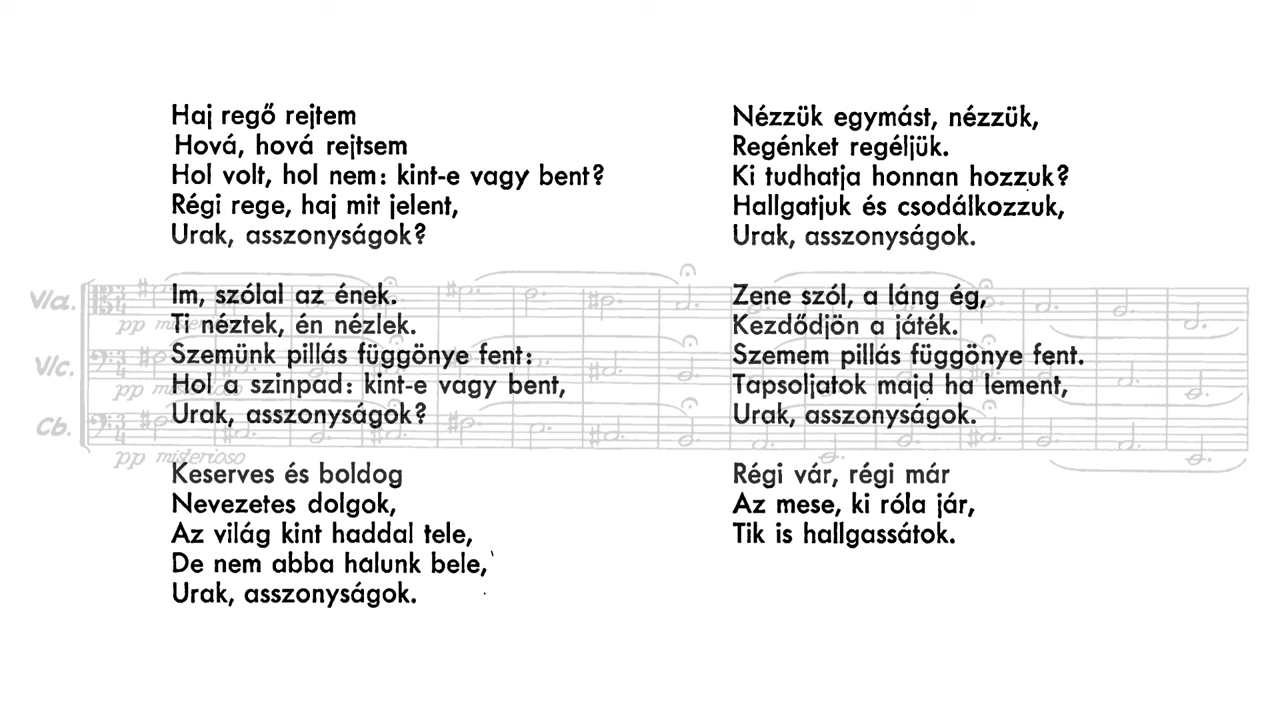 Haj regő rejtem
Hová, hová rejtsem
Hol volt, hol nem: kint-e vagy bent?
Régi rege, haj mit jelent,
Urak, asszonyságok?
Im, szólal az ének.
Ti néztek, én nézlek.
Szemünk pillás függönye fent:
Hol a szinpad: kint-e vagy bent,
Urak, asszonyságok?
Keserves és boldog
Nevezetes dolgok,
Az világ kint haddal tele,
De nem abba halunk bele,
Urak, asszonyságok.
Nézzük egymást, nézzük,
Regénket regéljük.
Ki tudhatja honnan hozzuk?
Hallgatjuk és csodálkozzuk,
Urak, asszonyságok.
Zene szól, a láng ég,
Kezdődjön a játék.
Szemem pillás függönye fent.
Tapsoljatok majd ha lement,
Urak, asszonyságok.
Régi vár, régi már
Az mese, ki róla jár,
Tik is hallgassátok.
Vla.
pp misterioso
Vlc.
pp misterioso
Cb.
pp misterioso